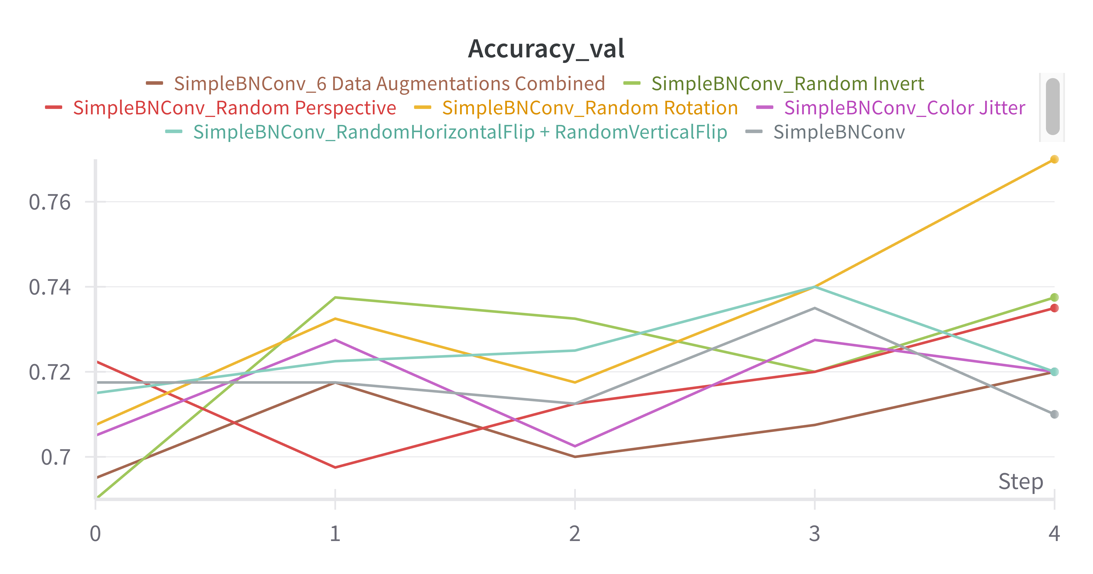 Accuracy_val
SimpleBNConv_6 Data Augmentations Combined SimpleBNConv_Random Invert
SimpleBNConv_Random Perspective SimpleBNConv_Random Rotation SimpleBNConv_Color Jitter
SimpleBNConv_RandomHorizontalFlip + RandomVerticalFlip SimpleBNConv
0.76
0.74
0.72
0.7
Step
0 1 2 3 4